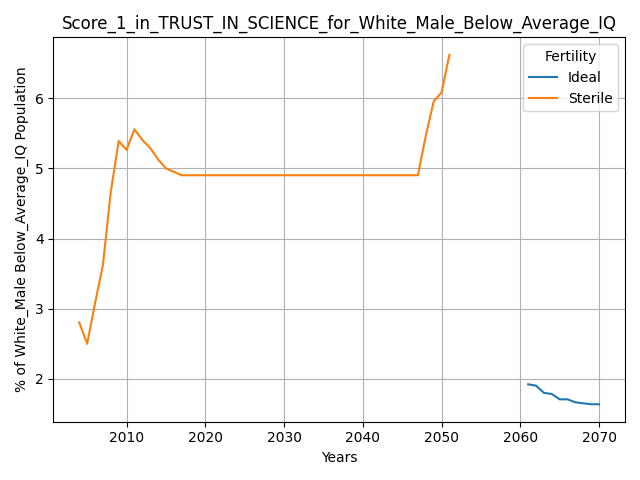 Score_1_in_TRUST_IN_SCIENCE_for_White_Male_Below_Average_IQ
Fertility
Ideal
Sterile
% of White_Male Below_Average_IQ Population
6
5
4
3
2
2010 2020 2030 2040 2050 2060 2070
Years